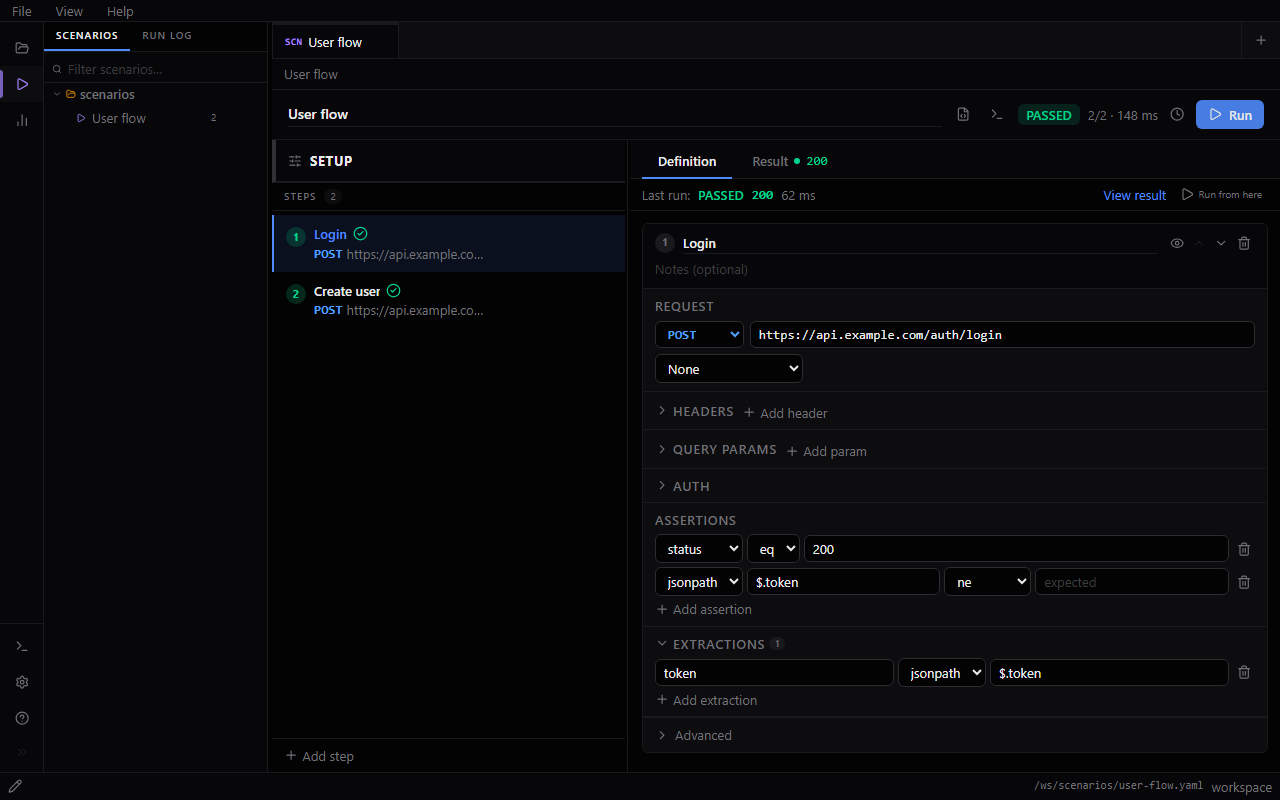 File View Help
SCENARIOS RUN LOG
Filter scenarios...
scenarios
User flow 2
SCN User flow
User flow
User flow PASSED 2/2 · 148 ms Run
SETUP
STEPS 2
1 Login
POST https://api.example.co...
2 Create user
POST https://api.example.co...
Add step
Definition Result 200
Last run: PASSED 200 62 ms View result Run from here
1 Login
Notes (optional)
REQUEST
POST https://api.example.com/auth/login
None
HEADERS + Add header
QUERY PARAMS + Add param
AUTH
ASSERTIONS
status eq 200
jsonpath $.token ne expected
+ Add assertion
EXTRACTIONS 1
token jsonpath $.token
+ Add extraction
Advanced
/ws/scenarios/user-flow.yaml workspace